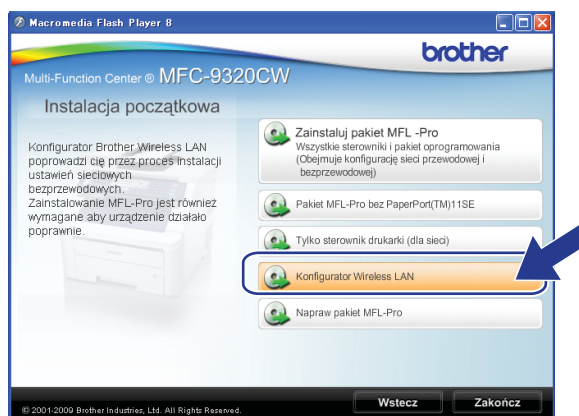 Macromedia Flash Player 8
brother
Multi-Function Center ® MFC-9320CW
Instalacja początkowa
Konfigurator Brother Wireless LAN
poprowadzi cię przez proces instalacji
ustawień sieciowych
bezprzewodowych.
Zainstalowanie MFL-Pro jest również
wymagane aby urządzenie działało
poprawnie.
Zainstaluj pakiet MFL -Pro
Wszystkie sterowniki i pakiet oprogramowania
(Obejmuje konfigurację sieci przewodowej i
bezprzewodowej)
Pakiet MFL-Pro bez PaperPort(TM)11SE
Tylko sterownik drukarki (dla sieci)
Konfigurator Wireless LAN
Napraw pakiet MFL-Pro
© 2001-2009 Brother Industries, Ltd. All Rights Reserved.
Wstecz
Zakończ